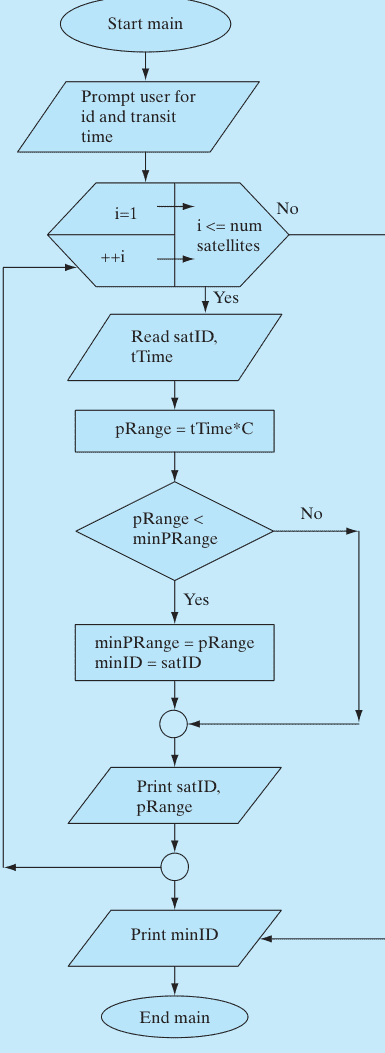 Start main
Prompt user for
id and transit
time
i=1
++i
i <= num
satellites
No
Yes
Read satID,
tTime
pRange = tTime*C
pRange <
minPRange
No
Yes
minPRange = pRange
minID = satID
Print satID,
pRange
Print minID
End main